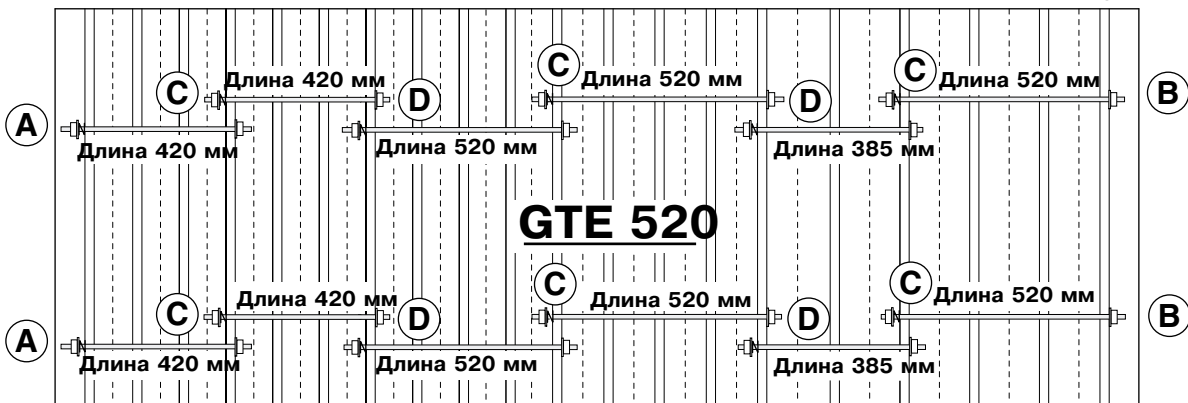 C Длина 420 мм D C Длина 520 мм D C Длина 520 мм B
A Длина 420 мм Длина 520 мм Длина 385 мм
GTE 520
C Длина 420 мм D C Длина 520 мм D C Длина 520 мм B
A Длина 420 мм Длина 520 мм Длина 385 мм